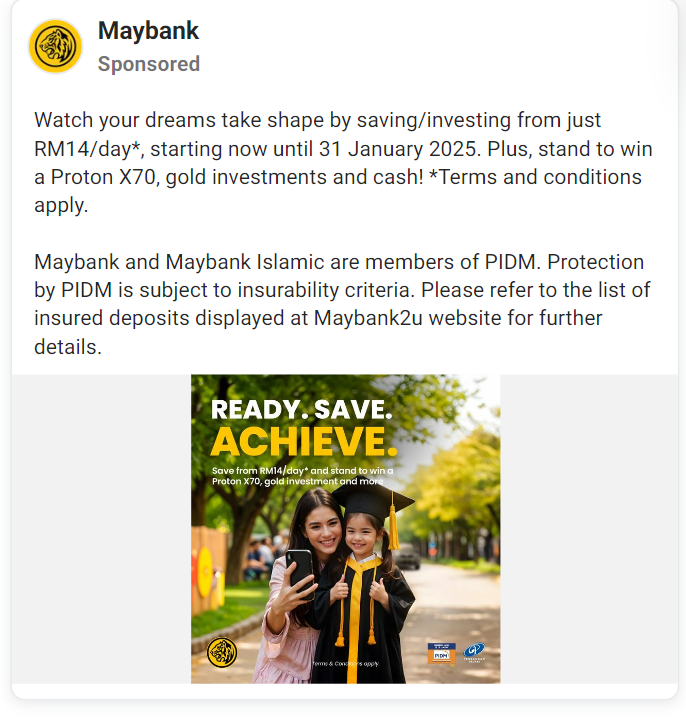 Maybank
Sponsored
Watch your dreams take shape by saving/investing from just
RM14/day*, starting now until 31 January 2025. Plus, stand to win
a Proton X70, gold investments and cash! *Terms and conditions
apply.
Maybank and Maybank Islamic are members of PIDM. Protection
by PIDM is subject to insurability criteria. Please refer to the list of
insured deposits displayed at Maybank2u website for further
details.
READY. SAVE.
ACHIEVE.
Save from RM14/day* and stand to win a
Proton X70, gold investment and more
Terms & Conditions apply.
PIDM